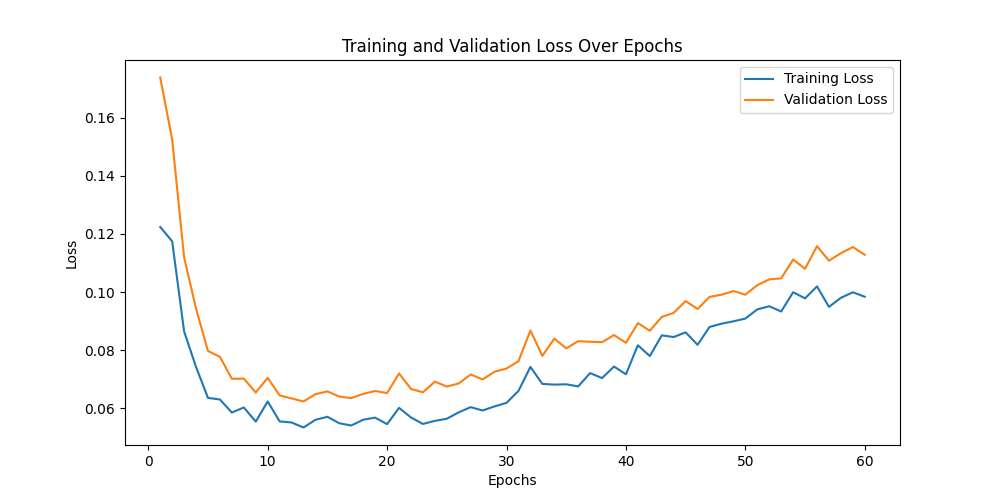 Training and Validation Loss Over Epochs
Training Loss
Validation Loss
0.16
0.14
0.12
0.10
0.08
0.06
Loss
0 10 20 30 40 50 60
Epochs